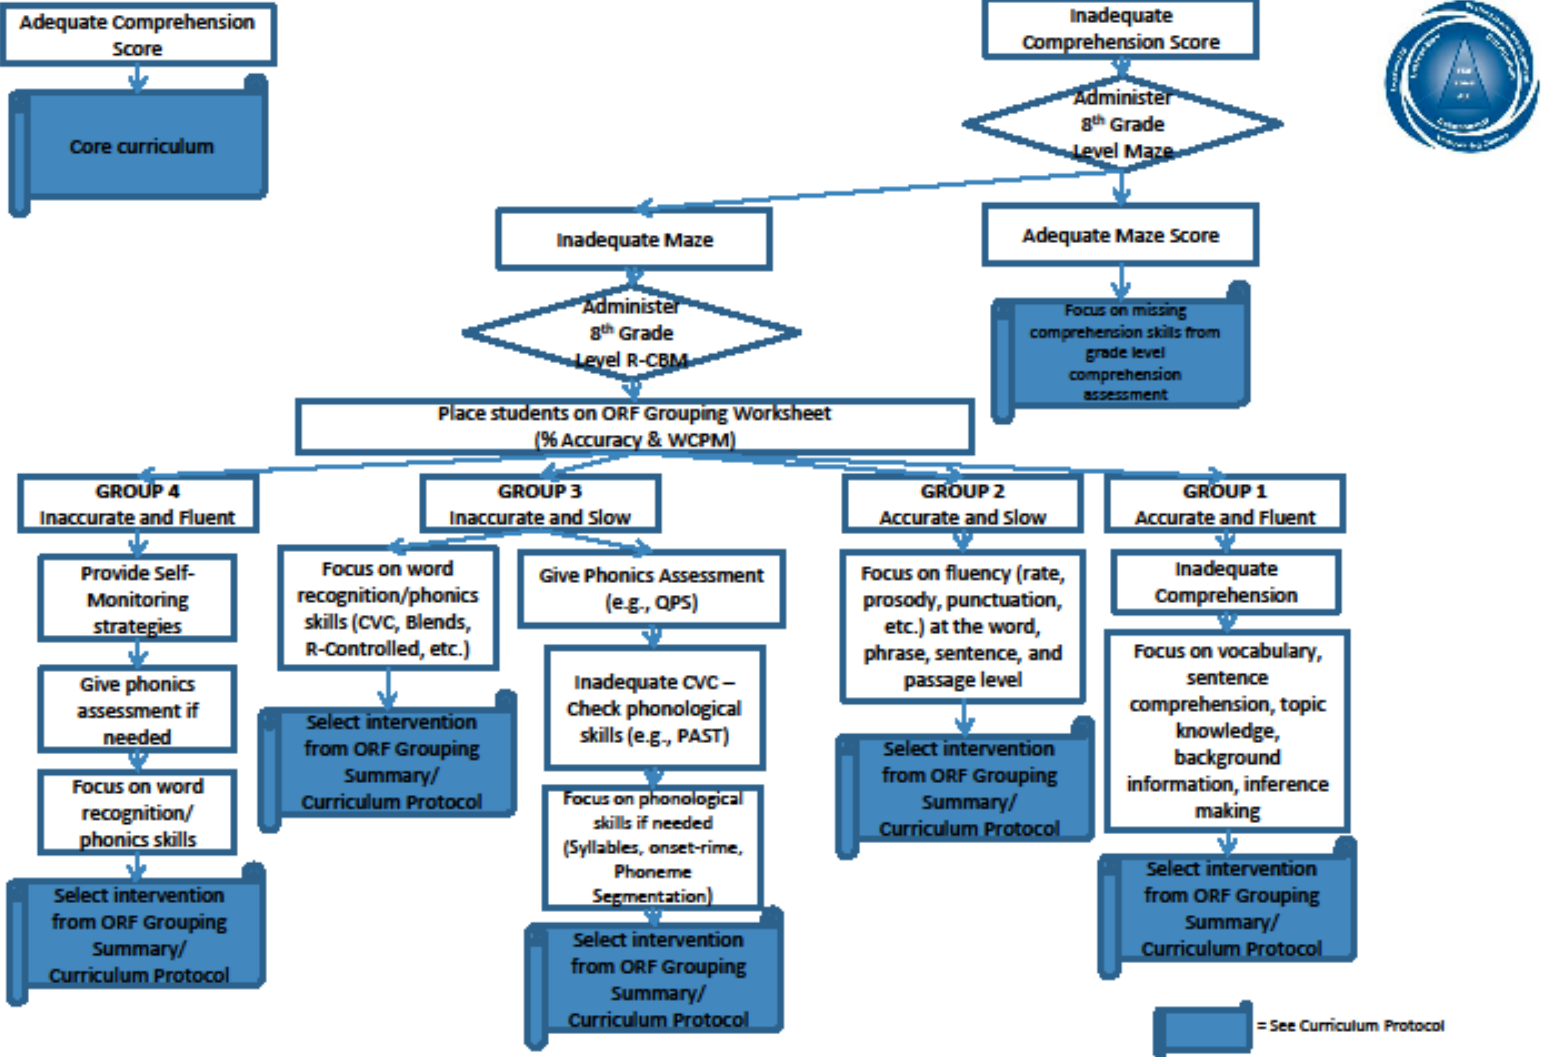 Adequate Comprehension
Score
Core curriculum
Inadequate
Comprehension Score
Administer
8th Grade
Level Maze
Inadequate Maze
Adequate Maze Score
Administer
8th Grade
Level R-CBM
Focus on missing
comprehension skills from
grade level
comprehension
assessment
Place students on ORF Grouping Worksheet
(% Accuracy & WCPM)
GROUP 4
Inaccurate and Fluent
Provide Self-
Monitoring
strategies
Give phonics
assessment if
needed
Focus on word
recognition/
phonics skills
Select intervention
from ORF Grouping
Summary/
Curriculum Protocol
GROUP 3
Inaccurate and Slow
Focus on word
recognition/phonics
skills (CVC, Blends,
R-Controlled, etc.)
Select intervention
from ORF Grouping
Summary/
Curriculum Protocol
Give Phonics Assessment
(e.g., QPS)
Inadequate CVC –
Check phonological
skills (e.g., PAST)
Focus on phonological
skills if needed
(Syllables, onset-rime,
Phoneme
Segmentation)
Select intervention
from ORF Grouping
Summary/
Curriculum Protocol
GROUP 2
Accurate and Slow
Focus on fluency (rate,
prosody, punctuation,
etc.) at the word,
phrase, sentence, and
passage level
Select intervention
from ORF Grouping
Summary/
Curriculum Protocol
GROUP 1
Accurate and Fluent
Inadequate
Comprehension
Focus on vocabulary,
sentence
comprehension, topic
knowledge,
background
information, inference
making
Select intervention
from ORF Grouping
Summary/
Curriculum Protocol
= See Curriculum Protocol